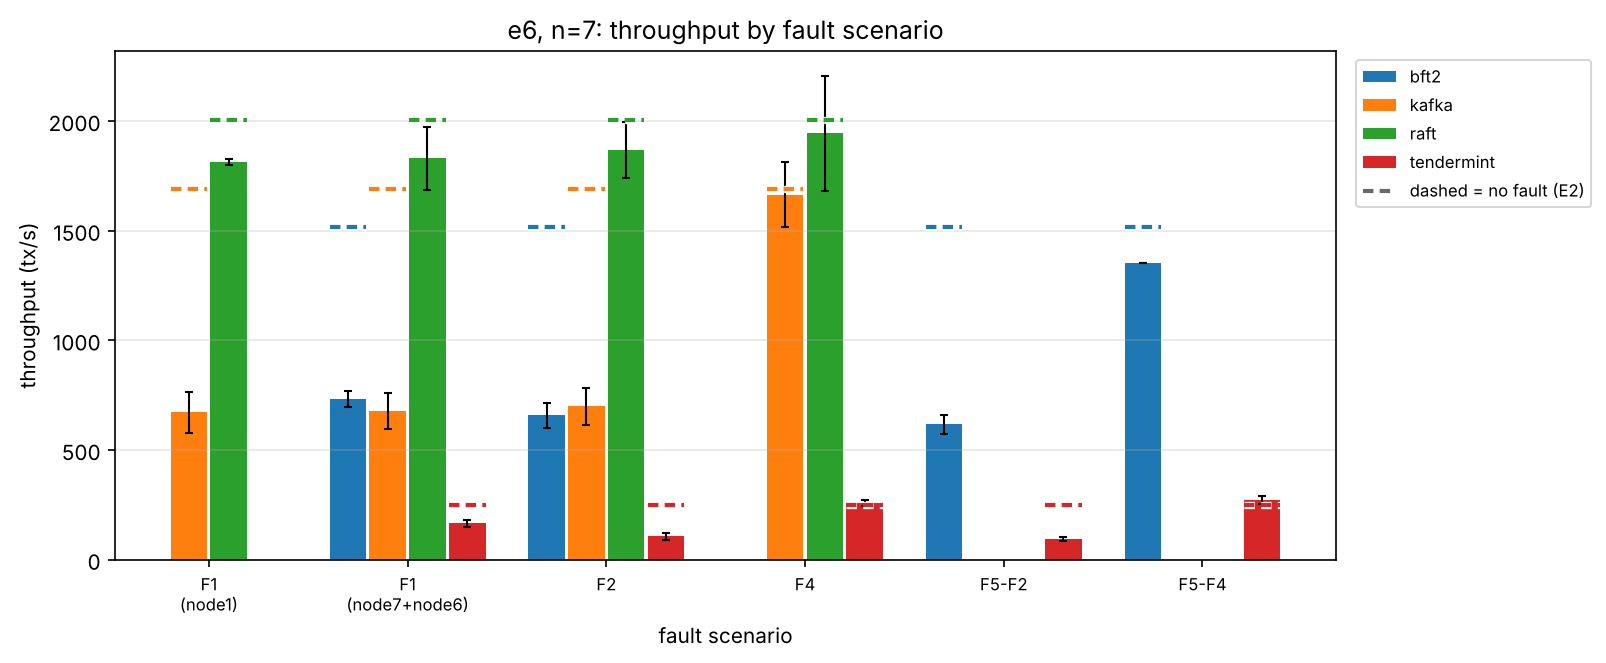 e6, n=7: throughput by fault scenario
throughput (tx/s)
2000
1500
1000
500
0
F1
(node1)
F1
(node7+node6)
F2
F4
F5-F2
F5-F4
fault scenario
bft2
kafka
raft
tendermint
dashed = no fault (E2)